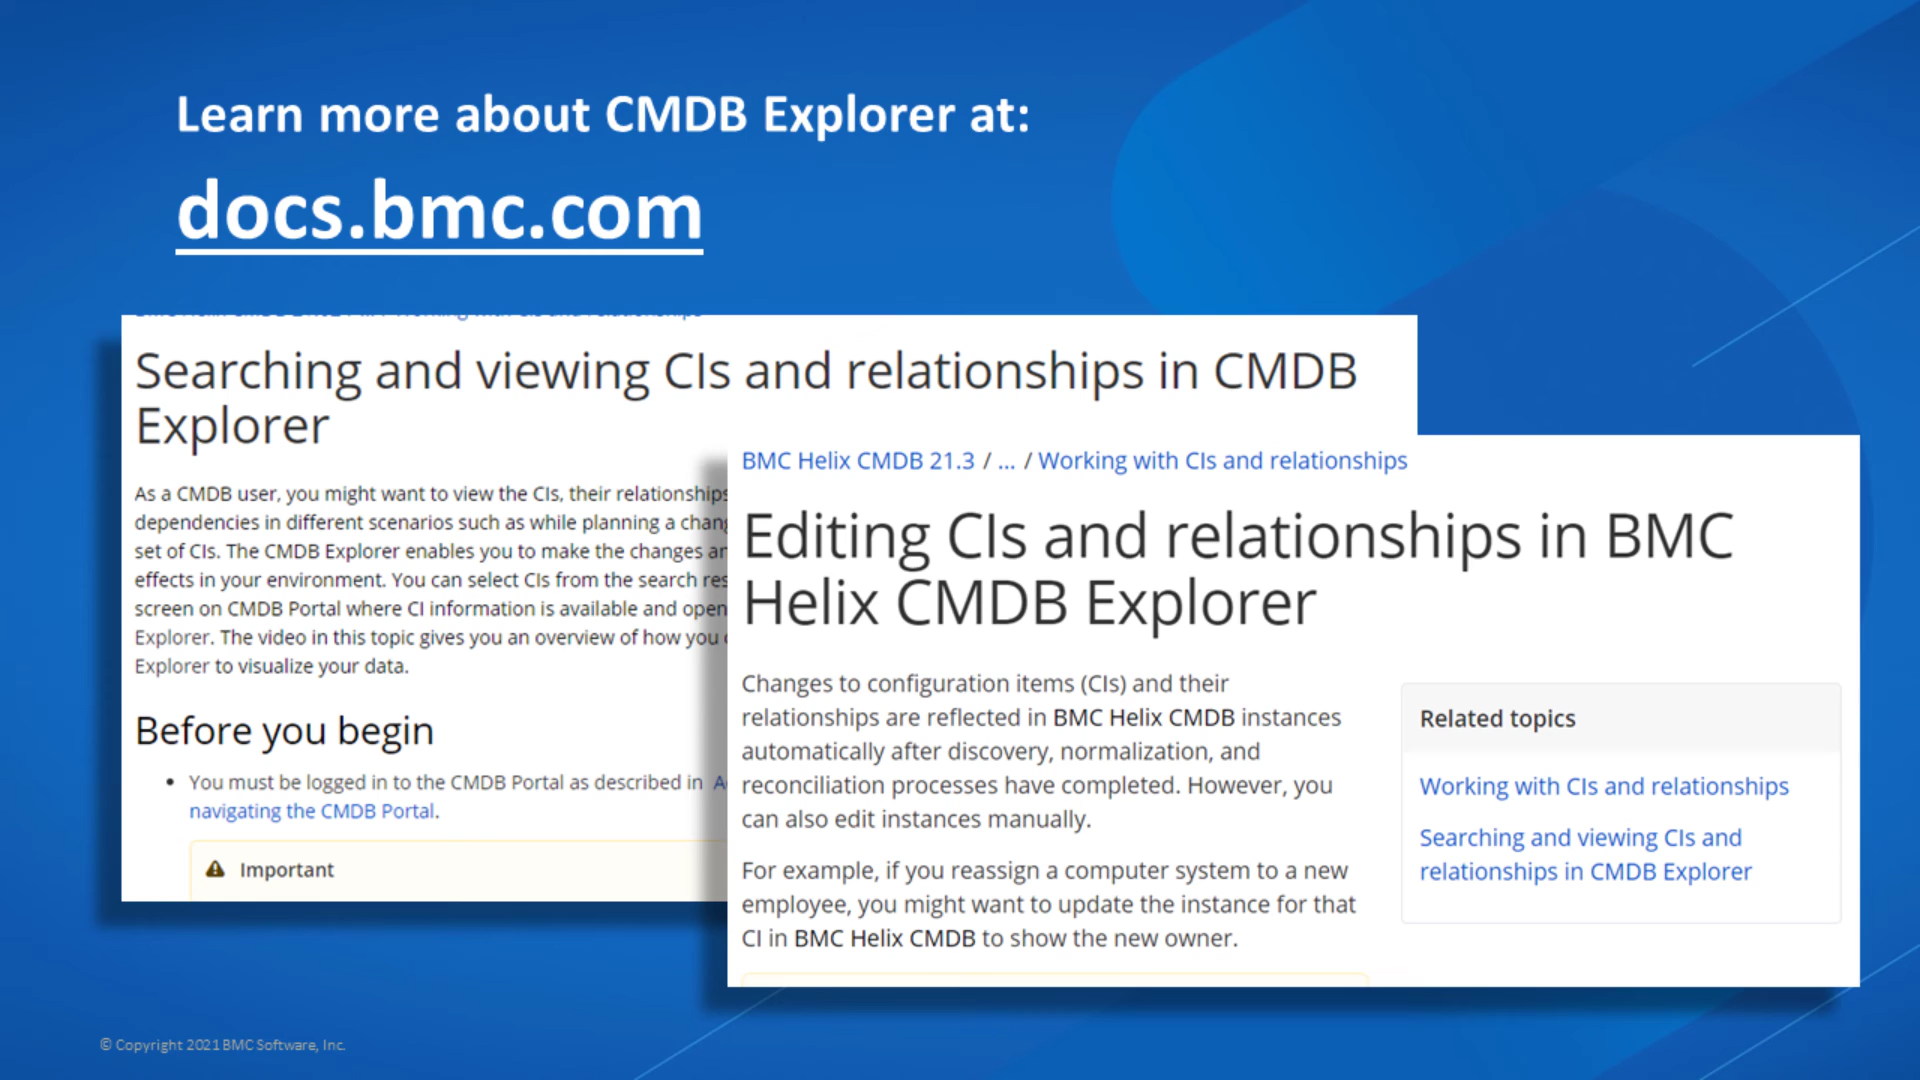 Learn more about CMDB Explorer at:
docs.bmc.com
Searching and viewing CIs and relationships in CMDB
Explorer
As a CMDB user, you might want to view the CIs, their relationships
dependencies in different scenarios such as while planning a
set of CIs. The CMDB Explorer enables you to make the changes
effects in your environment. You can select CIs from the search
screen on CMDB Portal where CI information is available and open
Explorer. The video in this topic gives you an overview of how you
Explorer to visualize your data.
Before you begin
• You must be logged in to the CMDB Portal as described in
navigating the CMDB Portal.
Important
BMC Helix CMDB 21.3 / ... / Working with CIs and relationships
Editing CIs and relationships in BMC
Helix CMDB Explorer
Changes to configuration items (CIs) and their
relationships are reflected in BMC Helix CMDB instances
automatically after discovery, normalization, and
reconciliation processes have completed. However, you
can also edit instances manually.
For example, if you reassign a computer system to a new
employee, you might want to update the instance for that
CI in BMC Helix CMDB to show the new owner.
Related topics
Working with CIs and relationships
Searching and viewing CIs and
relationships in CMDB Explorer
© Copyright 2021 BMC Software, Inc.